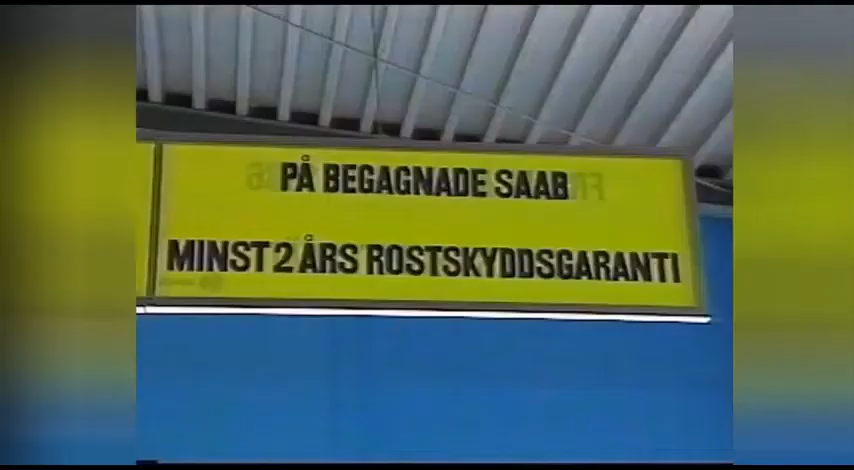 PÅ BEGAGNADE SAAB
MINST 2 ÅRS ROSTSKYDDSGARANTI